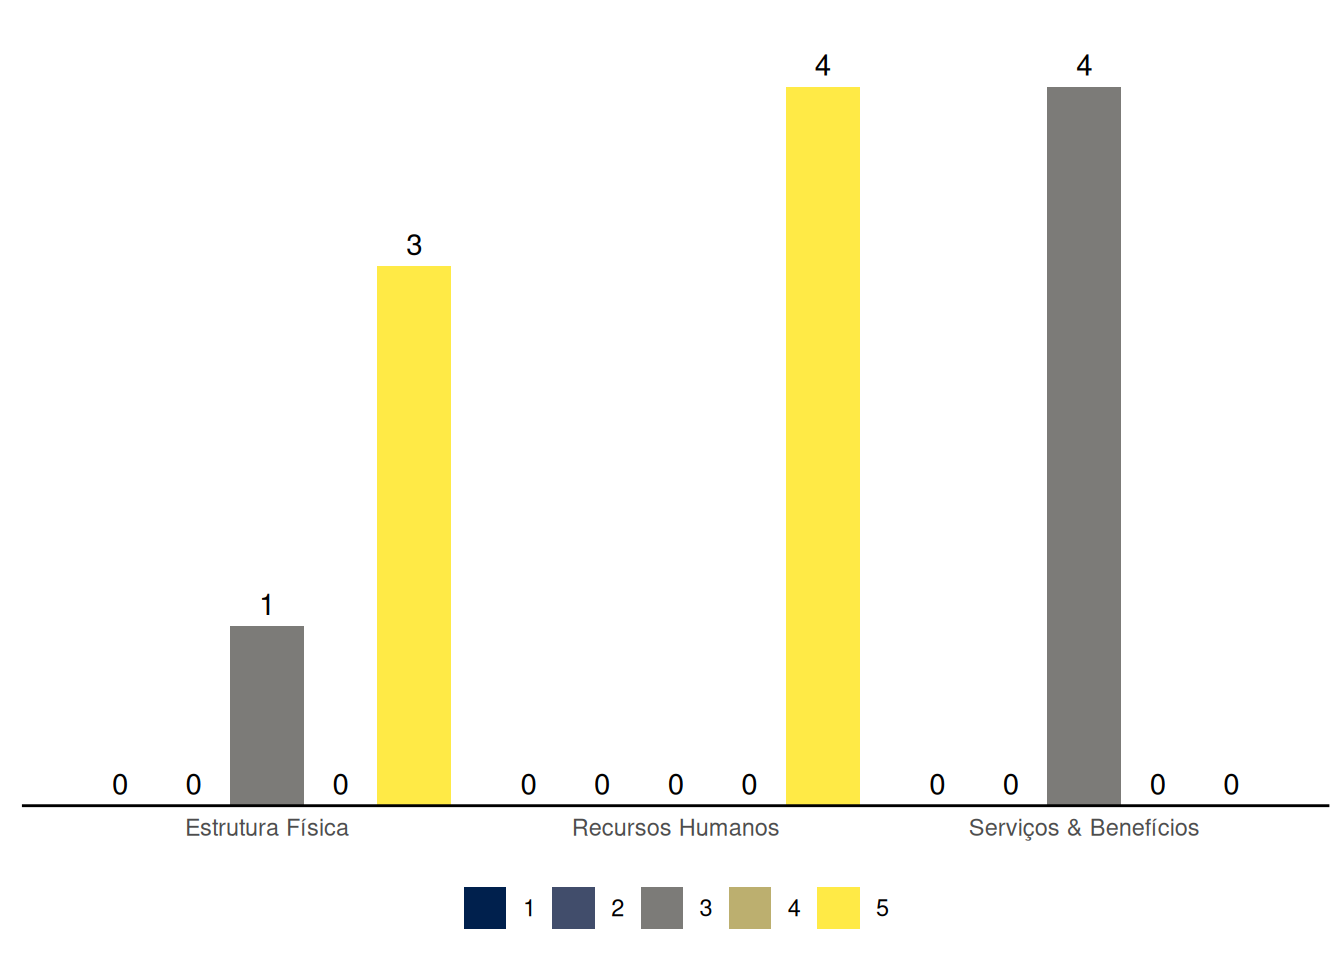 4 4
3
1
0 0 0 0 0 0 0 0 0 0 0
Estrutura Física Recursos Humanos Serviços & Benefícios
1 2 3 4 5